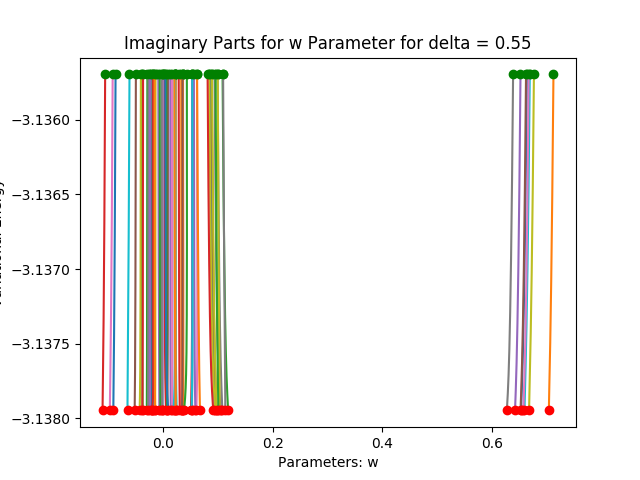 Imaginary Parts for w Parameter for delta = 0.55
−3.1360
−3.1365
−3.1370
−3.1375
−3.1380
0.0 0.2 0.4 0.6
Parameters: w